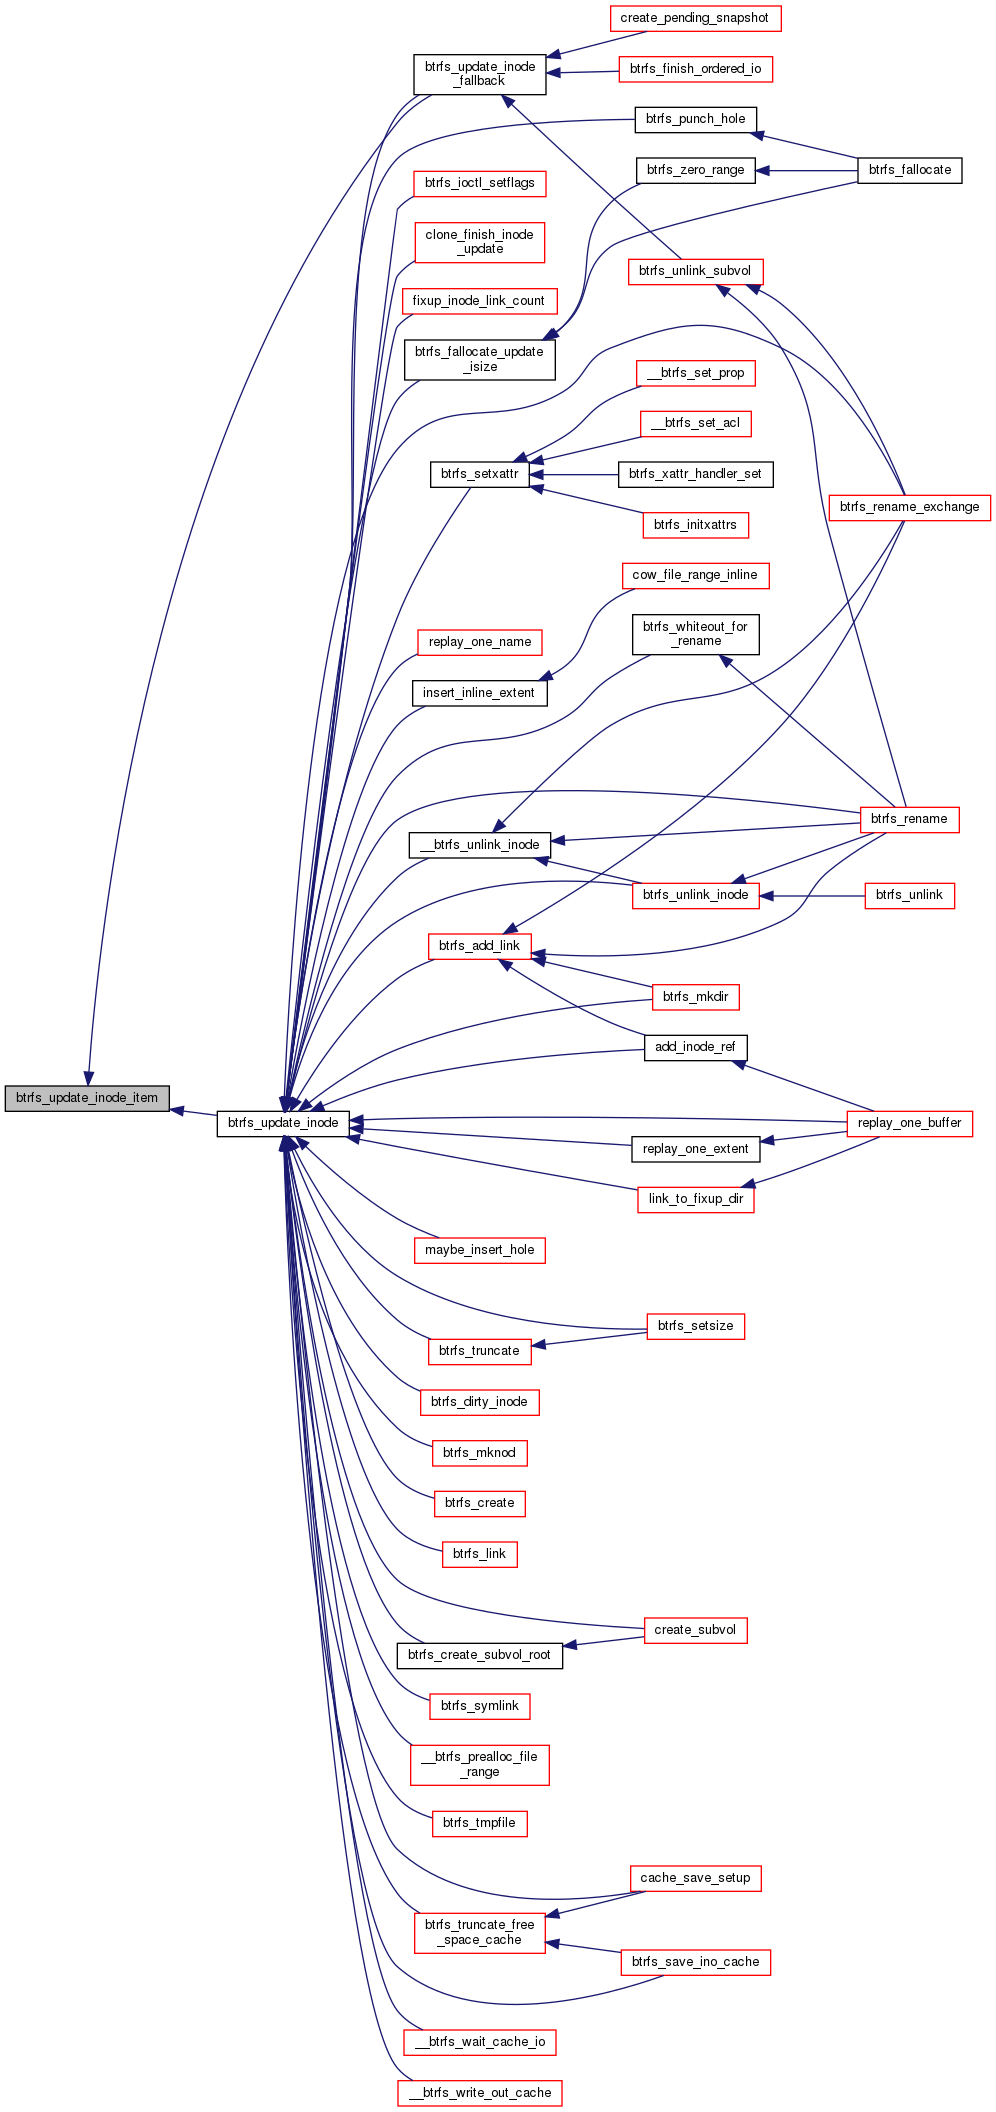 create_pending_snapshot
btrfs_update_inode
_fallback
btrfs_finish_ordered_io
btrfs_punch_hole
btrfs_zero_range
btrfs_fallocate
btrfs_ioctl_setflags
clone_finish_inode
_update
btrfs_unlink_subvol
fixup_inode_link_count
btrfs_fallocate_update
_isize
__btrfs_set_prop
__btrfs_set_acl
btrfs_setxattr
btrfs_xattr_handler_set
btrfs_rename_exchange
btrfs_initxattrs
cow_file_range_inline
btrfs_whiteout_for
_rename
replay_one_name
insert_inline_extent
btrfs_rename
__btrfs_unlink_inode
btrfs_unlink_inode
btrfs_unlink
btrfs_add_link
btrfs_mkdir
add_inode_ref
btrfs_update_inode_item
btrfs_update_inode
replay_one_buffer
replay_one_extent
link_to_fixup_dir
maybe_insert_hole
btrfs_setsize
btrfs_truncate
btrfs_dirty_inode
btrfs_mknod
btrfs_create
btrfs_link
create_subvol
btrfs_create_subvol_root
btrfs_symlink
__btrfs_prealloc_file
_range
btrfs_tmpfile
cache_save_setup
btrfs_truncate_free
_space_cache
btrfs_save_ino_cache
__btrfs_wait_cache_io
__btrfs_write_out_cache